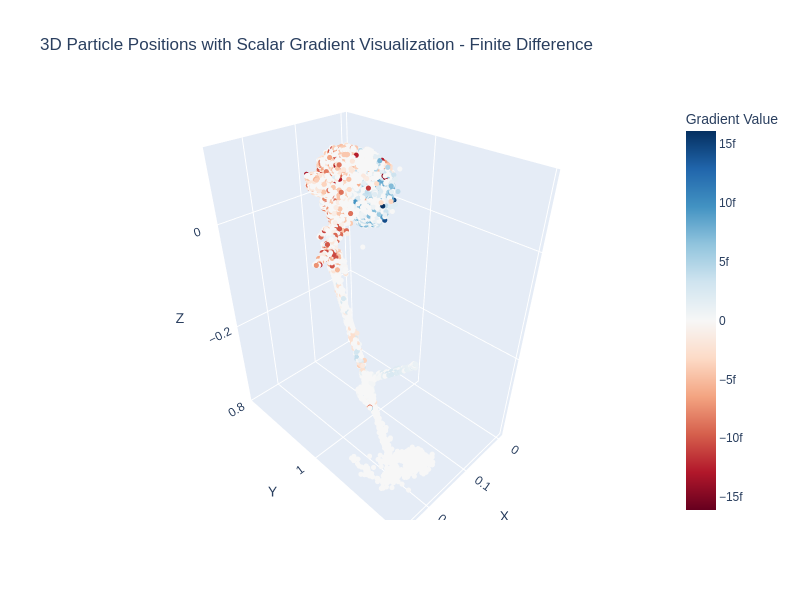 3D Particle Positions with Scalar Gradient Visualization - Finite Difference
Gradient Value
15f
10f
5f
0
−5f
−10f
−15f
0
−0.2
Z
0.8
1
Y
0
0.1
X